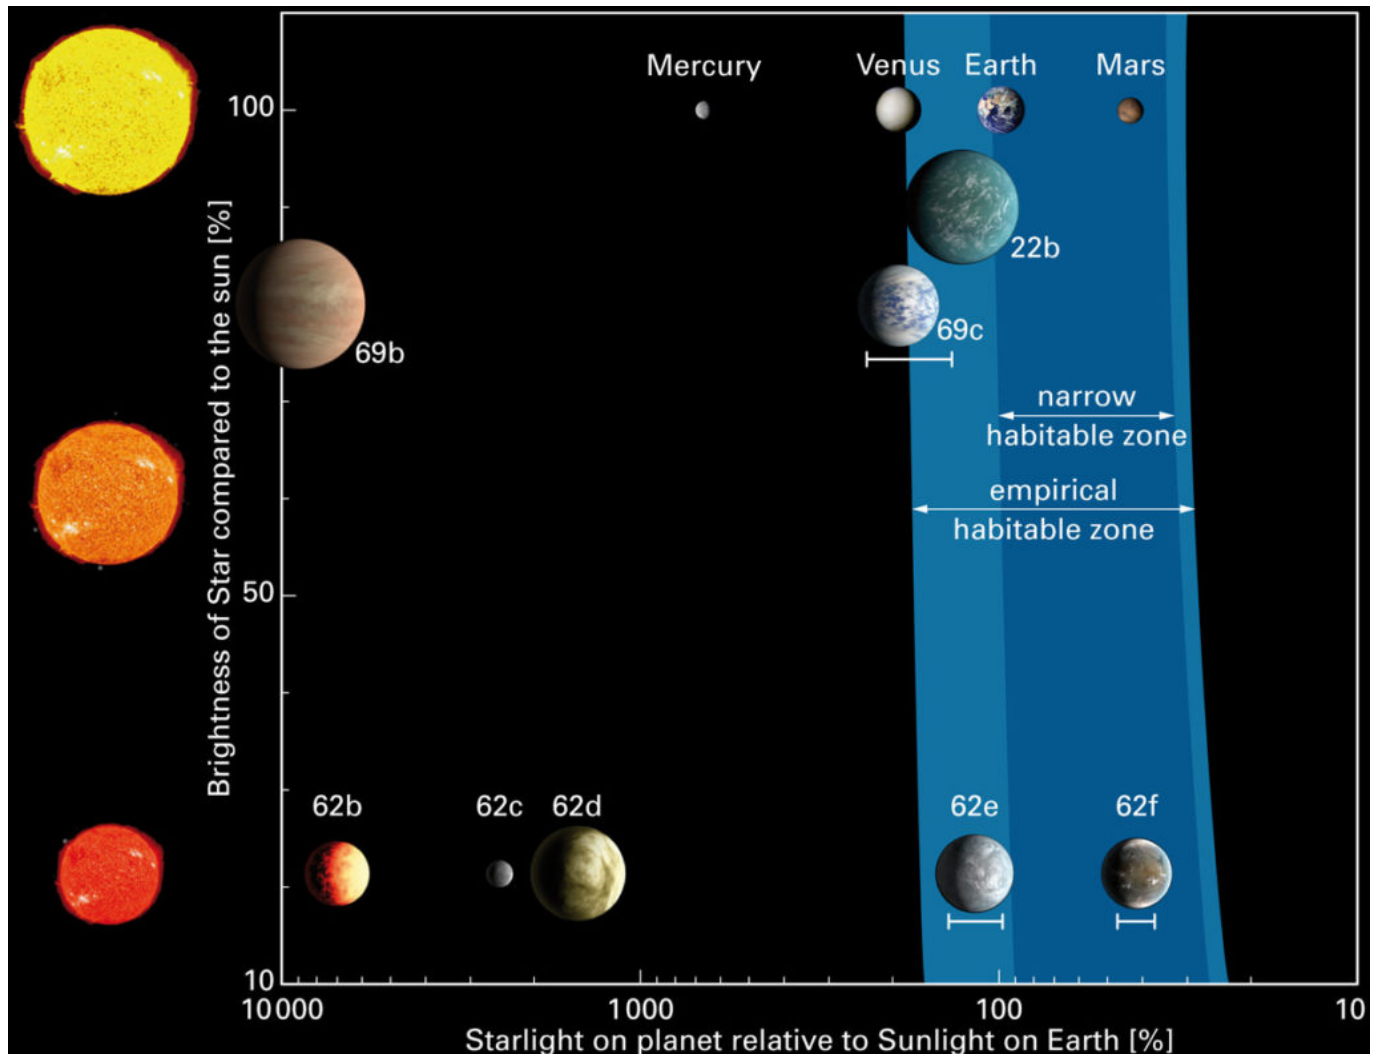 Mercury
Venus
Earth
Mars
100
22b
69b
69c
narrow
habitable zone
empirical
habitable zone
Brightness of Star compared to the sun [%]
50
62b
62c
62d
62e
62f
10
10000
1000
100
10
Starlight on planet relative to Sunlight on Earth [%]